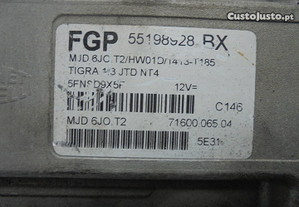 CustoJusto.pt
FGP 55198928 BX
MJD 6JC.T2/HW01D/1413-T185
TIGRA 1.3 JTD NT4
12V=
C146
MJD 6JO.T2 71600 065 04
5E31